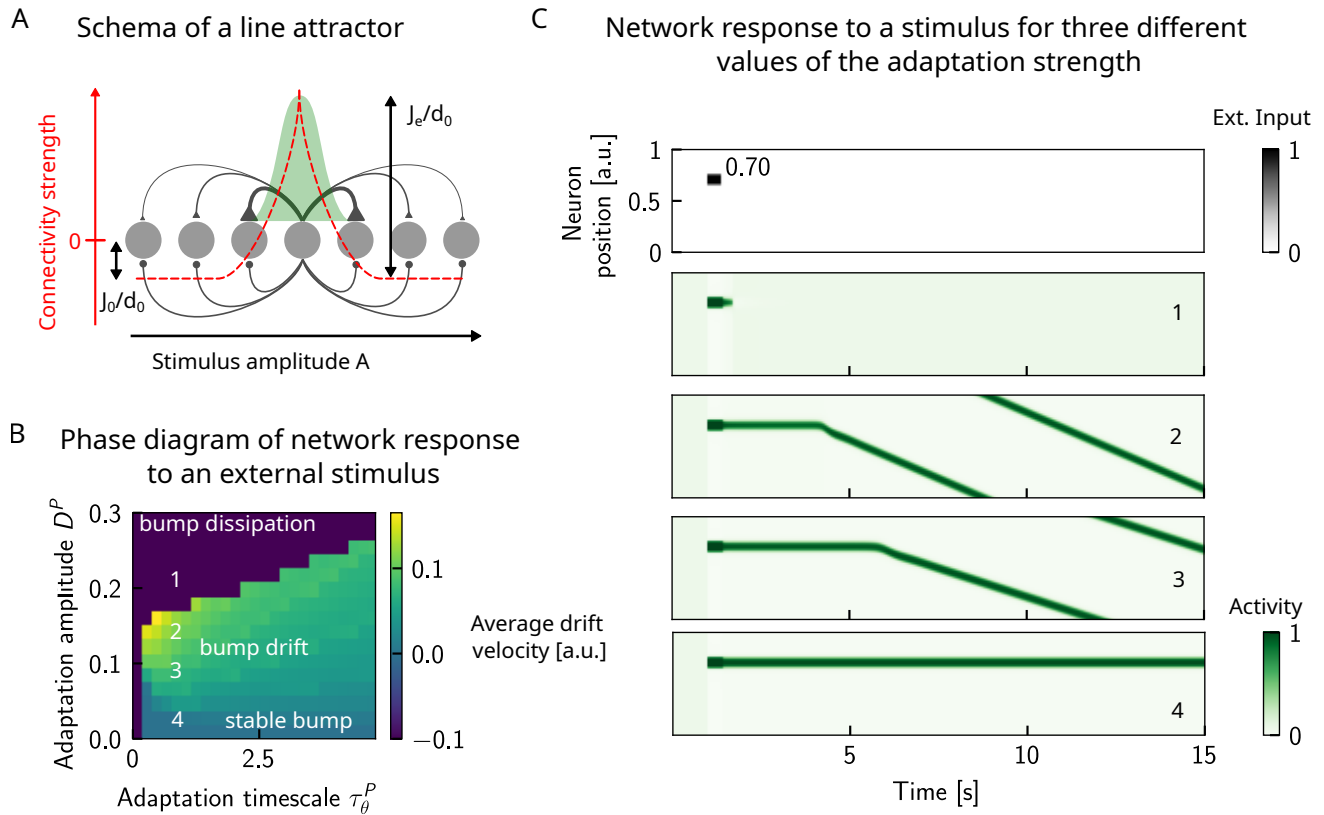 A
Schema of a line attractor
Connectivity strength
0
J₀/d₀
Jₑ/d₀
Stimulus amplitude A
B
Phase diagram of network response
to an external stimulus
Adaptation amplitude Dᴾ
0.3
0.2
0.1
0.0
bump dissipation
1
2
bump drift
3
4
stable bump
0
2.5
Adaptation timescale τ_θ^P
0.1
0.0
−0.1
Average drift
velocity [a.u.]
C
Network response to a stimulus for three different
values of the adaptation strength
Neuron
position [a.u.]
1
0.5
0
0.70
Ext. Input
1
0
1
2
3
4
5
10
15
Time [s]
Activity
1
0